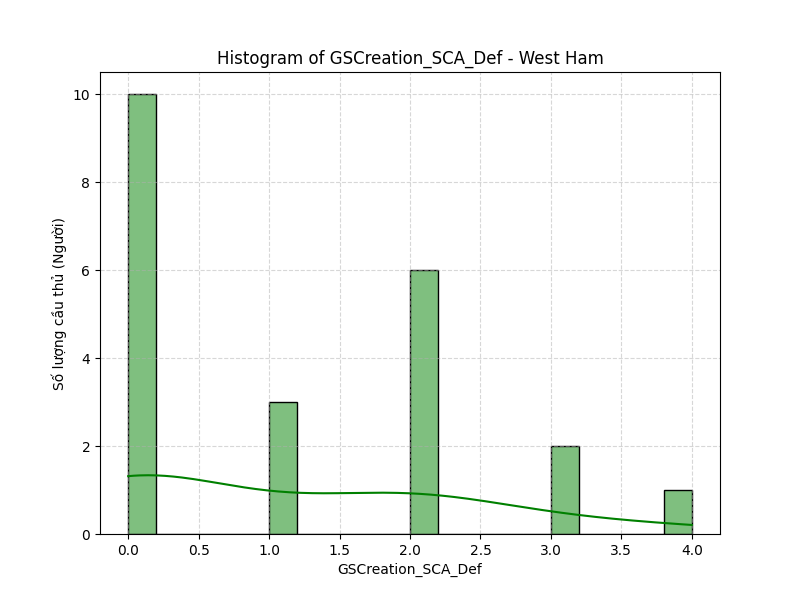 Histogram of GSCreation_SCA_Def - West Ham
Số lượng cầu thủ (Người)
10
8
6
4
2
0
0.0 0.5 1.0 1.5 2.0 2.5 3.0 3.5 4.0
GSCreation_SCA_Def